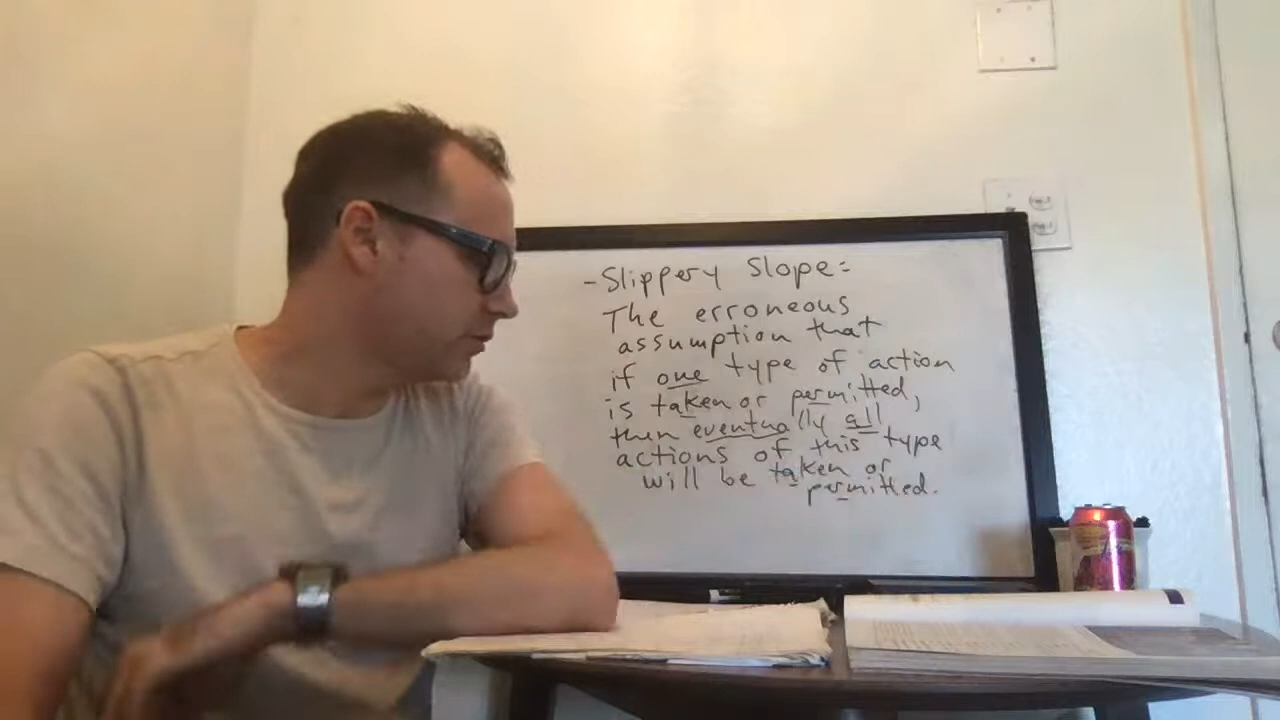 - Slippery Slope:
The erroneous
assumption that
if one type of action
is taken or permitted,
then eventually all
actions of this type
will be taken or
permitted.